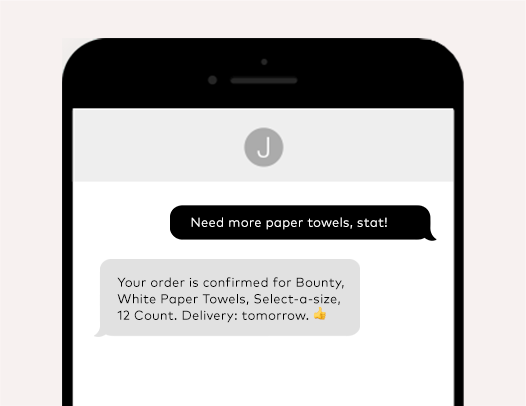 J
Need more paper towels, stat!
Your order is confirmed for Bounty,
White Paper Towels, Select-a-size,
12 Count. Delivery: tomorrow. 👍